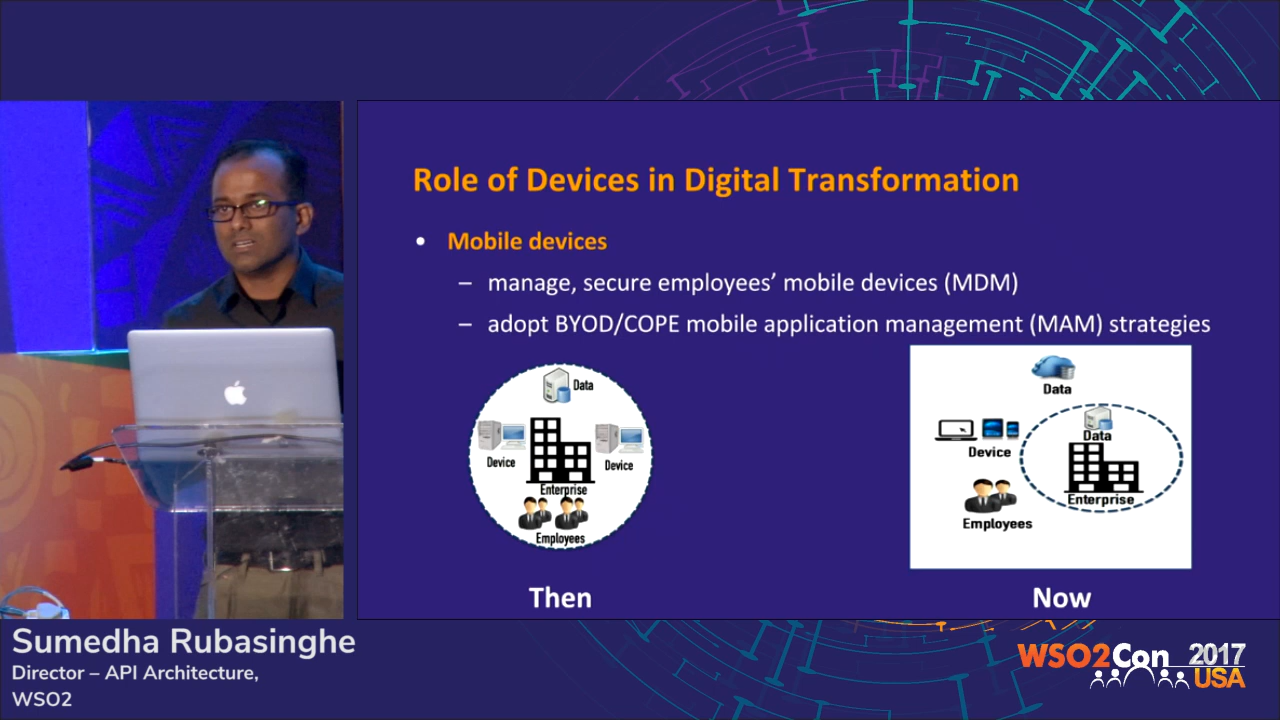 Role of Devices in Digital Transformation
• Mobile devices
– manage, secure employees’ mobile devices (MDM)
– adopt BYOD/COPE mobile application management (MAM) strategies
Data
Device
Device
Enterprise
Employees
Then
Data
Data
Device
Enterprise
Employees
Now
Sumedha Rubasinghe
Director – API Architecture,
WSO2
WSO2Con 2017
USA